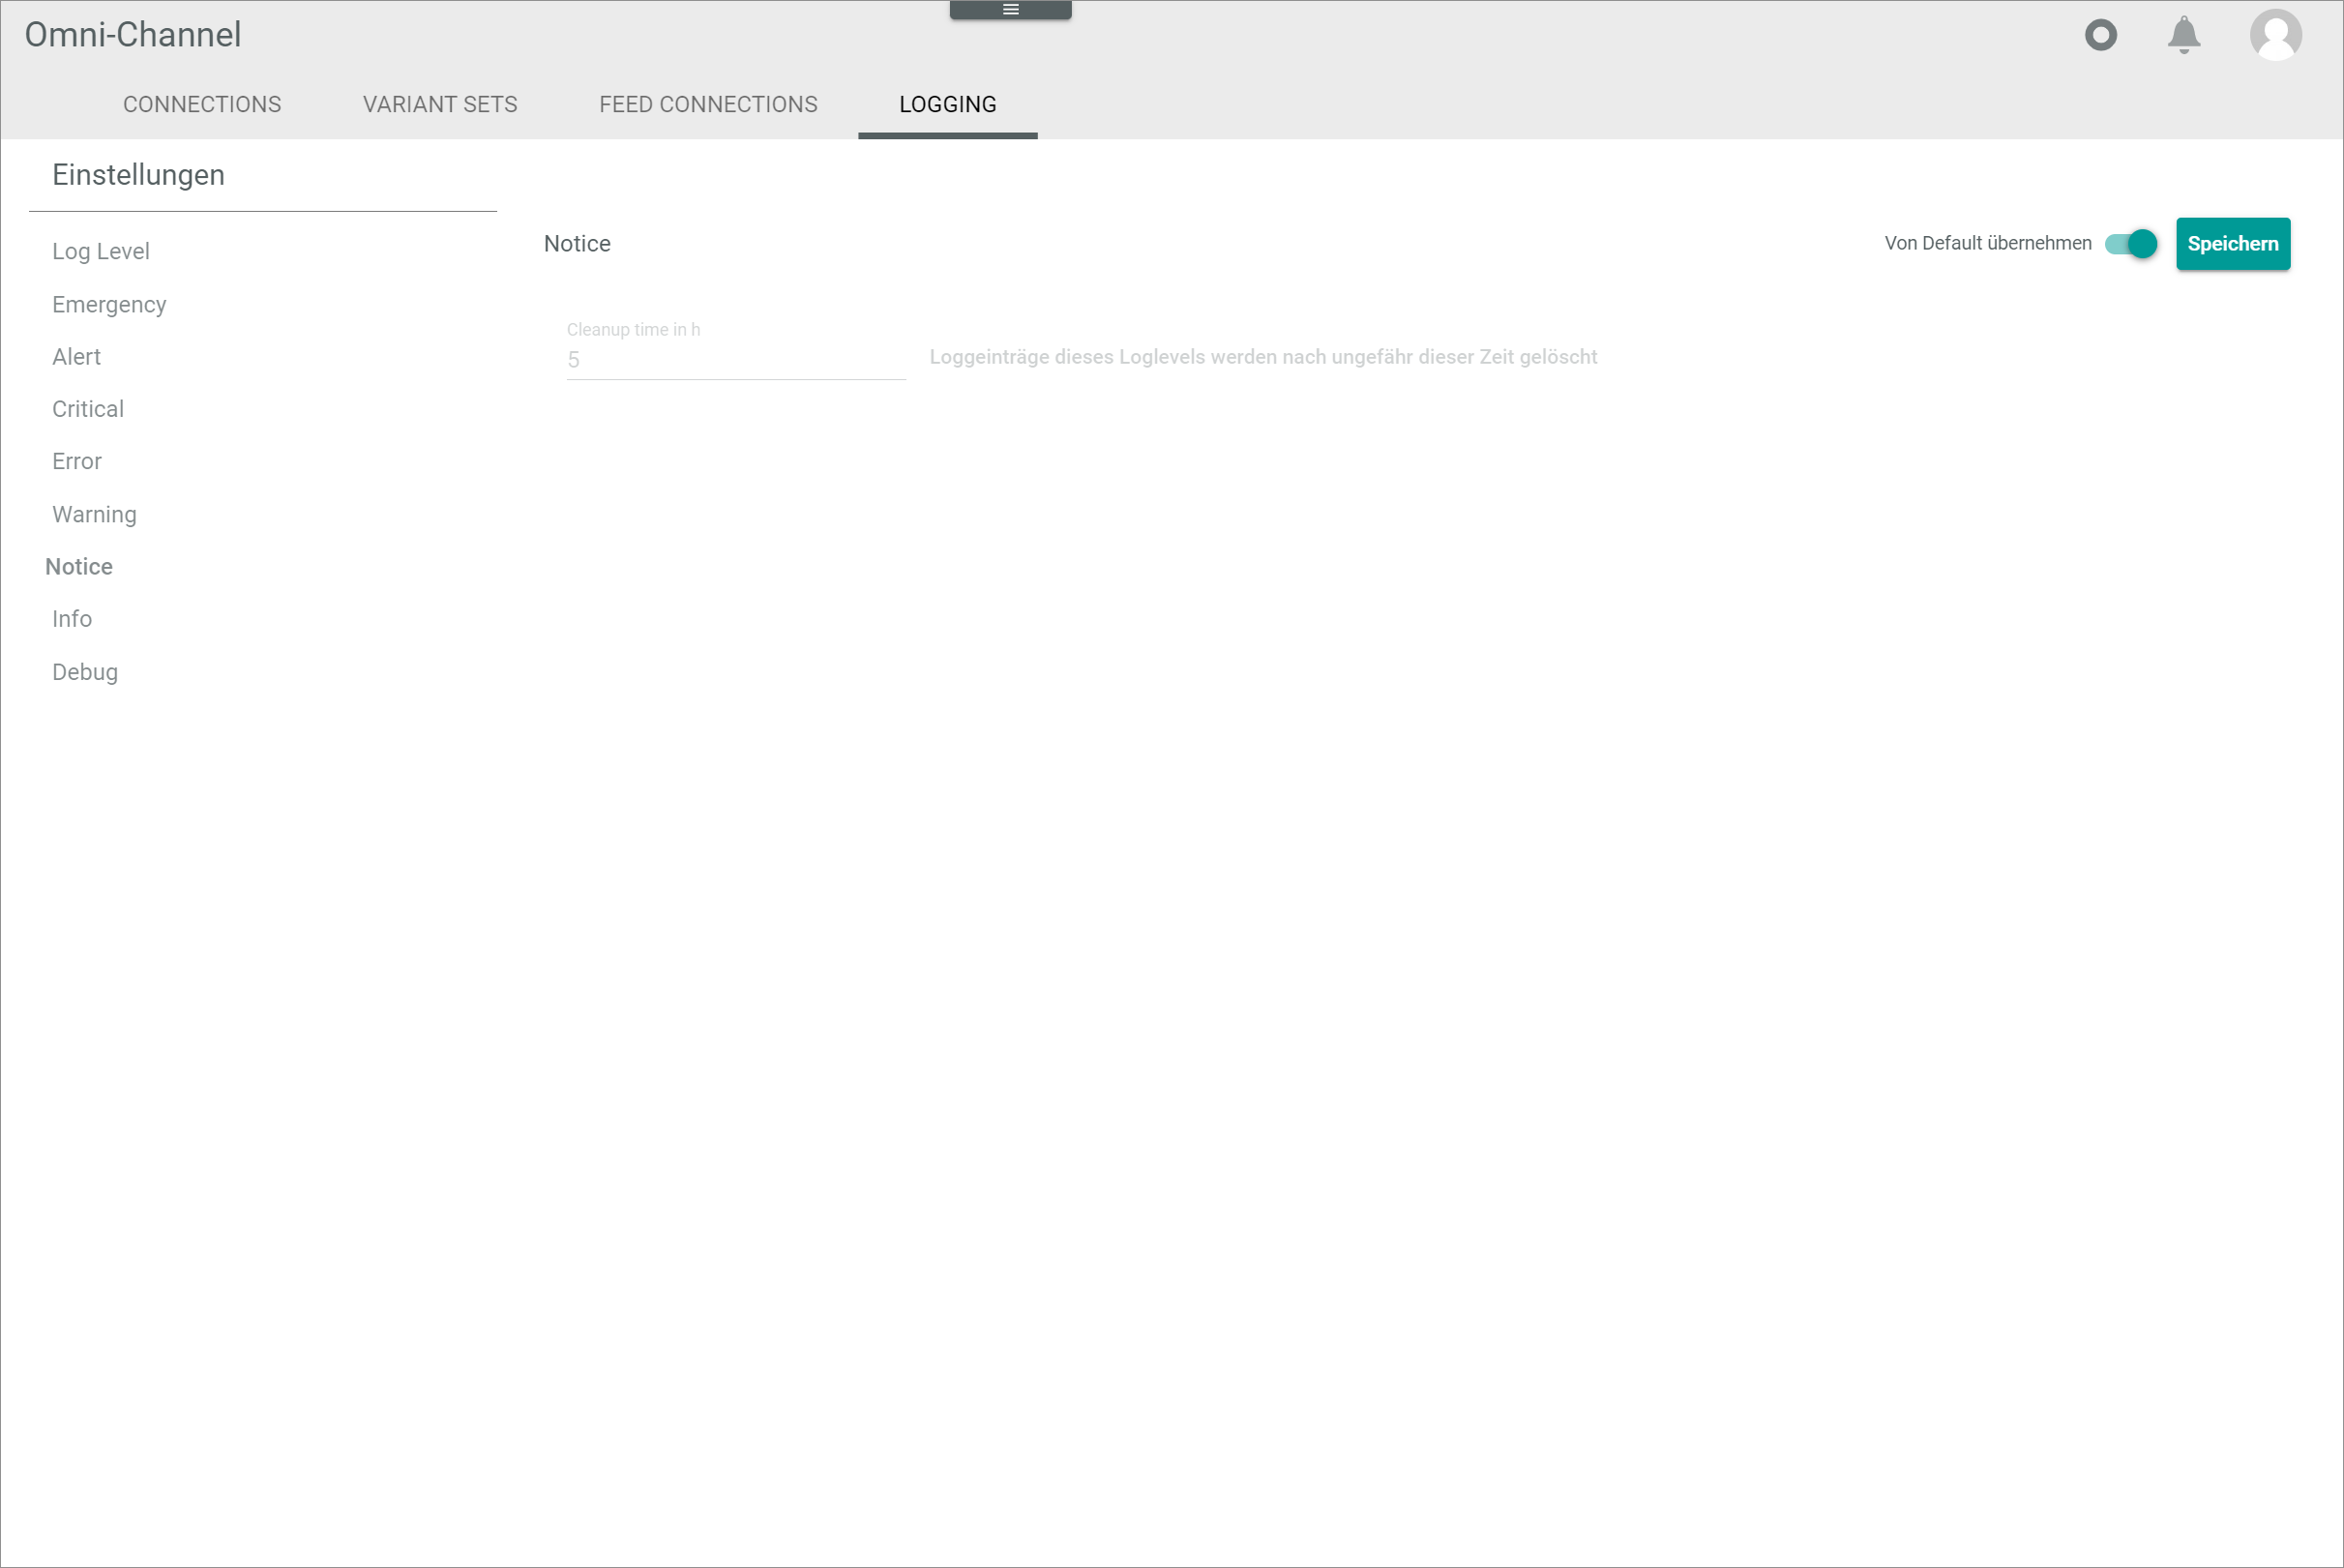 Omni-Channel
CONNECTIONS VARIANT SETS FEED CONNECTIONS LOGGING
Einstellungen
Log Level
Emergency
Alert
Critical
Error
Warning
Notice
Info
Debug
Notice
Von Default übernehmen Speichern
Cleanup time in h
5
Loggeinträge dieses Loglevels werden nach ungefähr dieser Zeit gelöscht